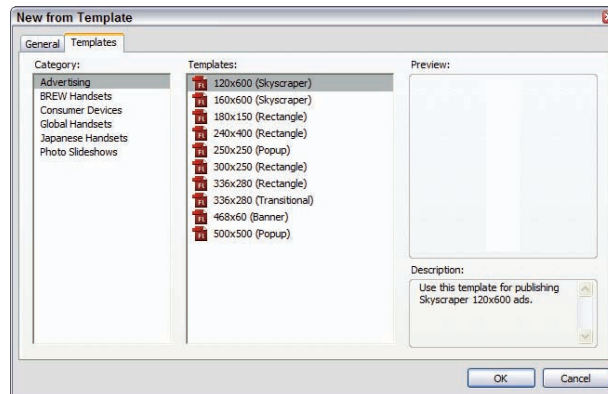 New from Template
General
Templates
Category:
Advertising
BREW Handsets
Consumer Devices
Global Handsets
Japanese Handsets
Photo Slideshows
Templates:
120x600 (Skyscraper)
160x600 (Skyscraper)
180x150 (Rectangle)
240x400 (Rectangle)
250x250 (Popup)
300x250 (Rectangle)
336x280 (Rectangle)
336x280 (Transitional)
468x60 (Banner)
500x500 (Popup)
Preview:
Description:
Use this template for publishing
Skyscraper 120x600 ads.
OK
Cancel